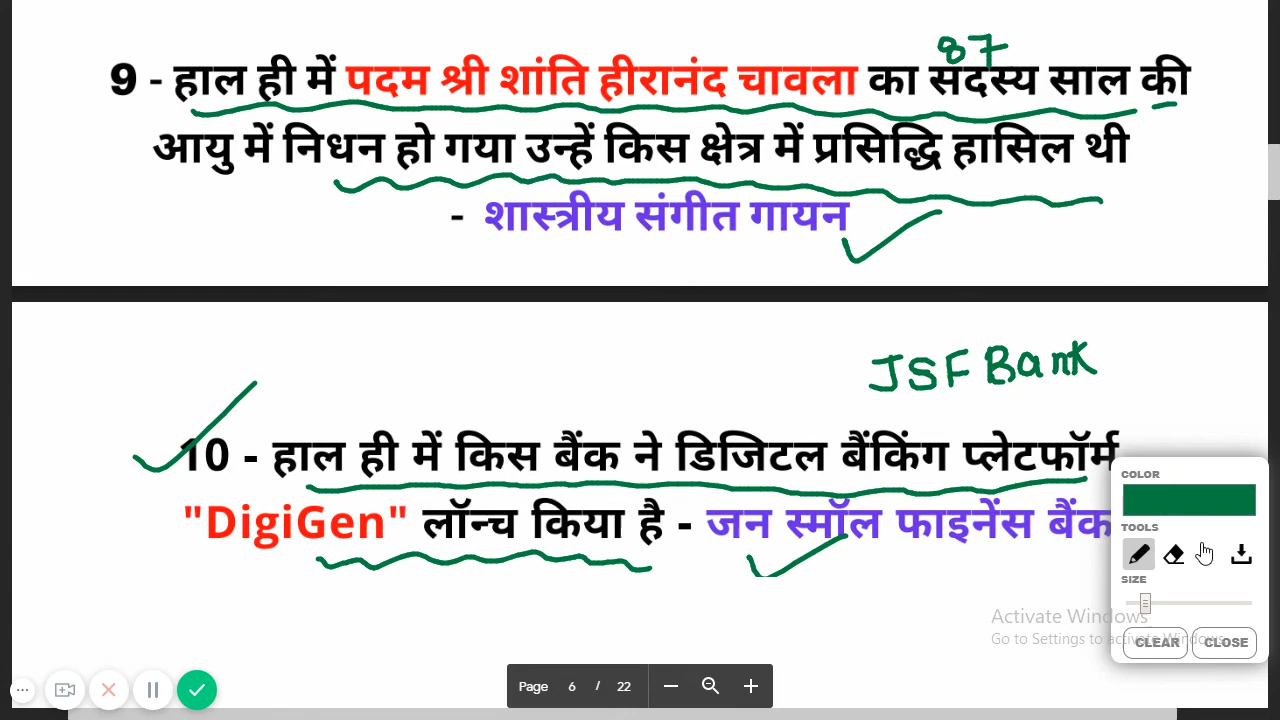 87
9 - हाल ही में पदम श्री शांति हीरानंद चावला का सदस्य साल की
आयु में निधन हो गया उन्हें किस क्षेत्र में प्रसिद्धि हासिल थी
- शास्त्रीय संगीत गायन
JSF Bank
10 - हाल ही में किस बैंक ने डिजिटल बैंकिंग प्लेटफॉर्म
"DigiGen" लॉन्च किया है - जन स्मॉल फाइनेंस बैंक
COLOR
TOOLS
SIZE
CLEAR CLOSE
Activate Windows
Go to Settings to activate Windows.
Page 6 / 22